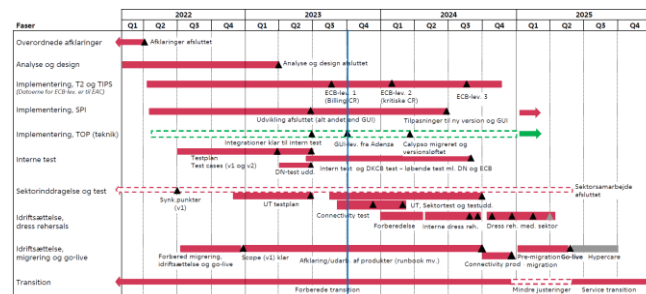 2022 2023 2024 2025
Faser Q1 Q2 Q3 Q4 Q1 Q2 Q3 Q4 Q1 Q2 Q3 Q4 Q1 Q2 Q3 Q4
Overordnede afklaringer
Afklaringer afsluttet
Analyse og design
Analyse og design afsluttet
Implementering, T2 og TIPS
(Datoerne for ECB-lev. er til EAC)
ECB-lev. 1
(Billing CR)
ECB-lev. 2
(kritiske CR)
ECB-lev. 3
Implementering, SPI
Udvikling afsluttet (alt andet end GUI)
Tilpasninger til ny version og GUI
Implementering, TOP (teknik)
Integrationer klar til intern test
GUI-lev. fra Adenza
Calypso migreret og
versionsløftet
Interne test
Testplan
Test cases (v1 og v2)
DN-test udd.
Intern test og DKCB test – løbende test ml. DN og ECB
Sektorinddragelse og test
Sektorsamarbejde
afsluttet
Synk.punkter
(v1)
UT testplan
UT, Sektortest og testudd.
Connectivity test
Idriftsættelse,
dress rehersals
Forberedelse
Interne dress reh.
Dress reh. med. sektor
Idriftsættelse,
migrering og go-live
Forbered migrering,
idriftsættelse og go-live
Scope (v1) klar
Afklaring/udarb. af produkter (runbook mv.)
Connectivity prod
Pre-migration
migration
Go-live
Hypercare
Transition
Forberede transition
Mindre justeringer
Service transition